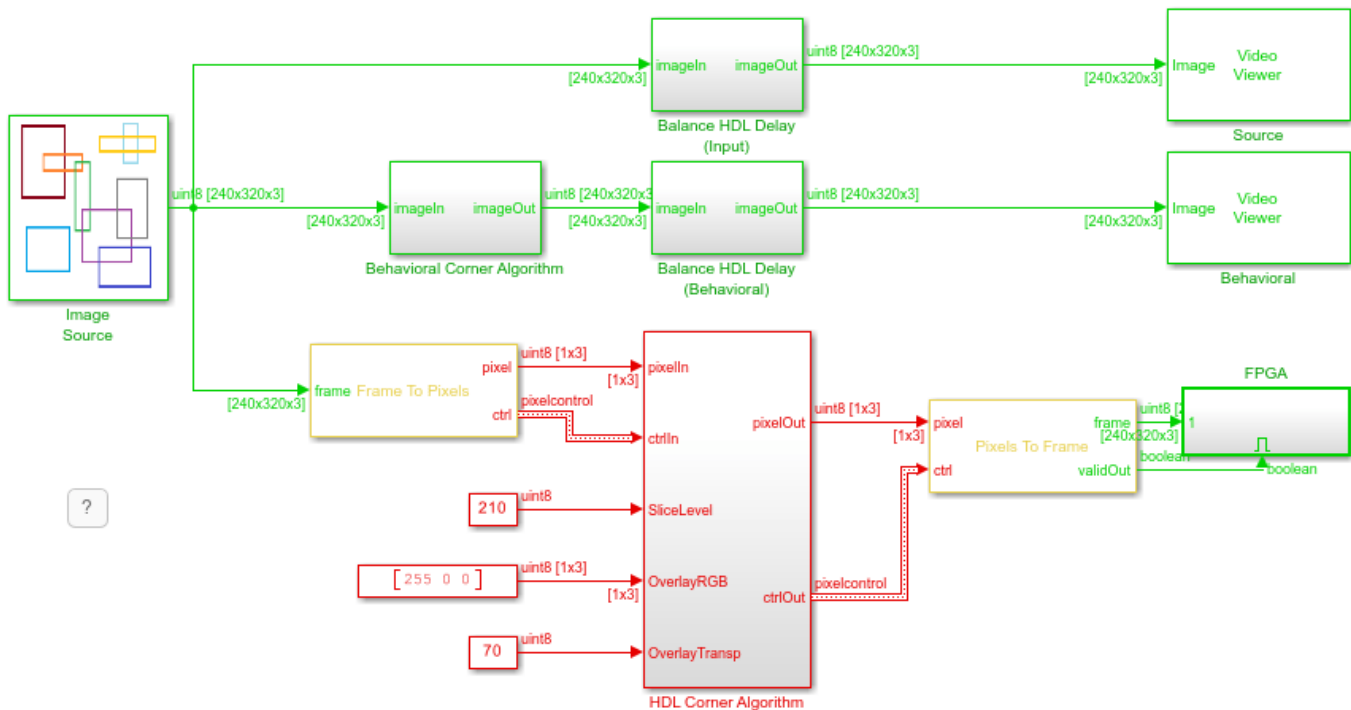 uint8 [240x320x3]
imageIn
imageOut
[240x320x3]
Balance HDL Delay
(Input)
uint8 [240x320x3]
[240x320x3]
Image
Video
Viewer
Source
Image
Source
[240x320x3]
imageIn
imageOut
Behavioral Corner Algorithm
uint8 [240x320x3]
[240x320x3]
imageIn
imageOut
Balance HDL Delay
(Behavioral)
uint8 [240x320x3]
[240x320x3]
Image
Video
Viewer
Behavioral
[240x320x3]
frame
Frame To Pixels
pixel
ctrl
uint8 [1x3]
[1x3]
pixelcontrol
210
uint8
[255 0 0]
uint8 [1x3]
[1x3]
70
uint8
pixelIn
ctrlIn
SliceLevel
OverlayRGB
OverlayTransp
pixelOut
ctrlOut
HDL Corner Algorithm
uint8 [1x3]
[1x3]
pixelcontrol
pixel
ctrl
Pixels To Frame
frame
validOut
uint8
[240x320x3]
boolean
FPGA
1
boolean
?